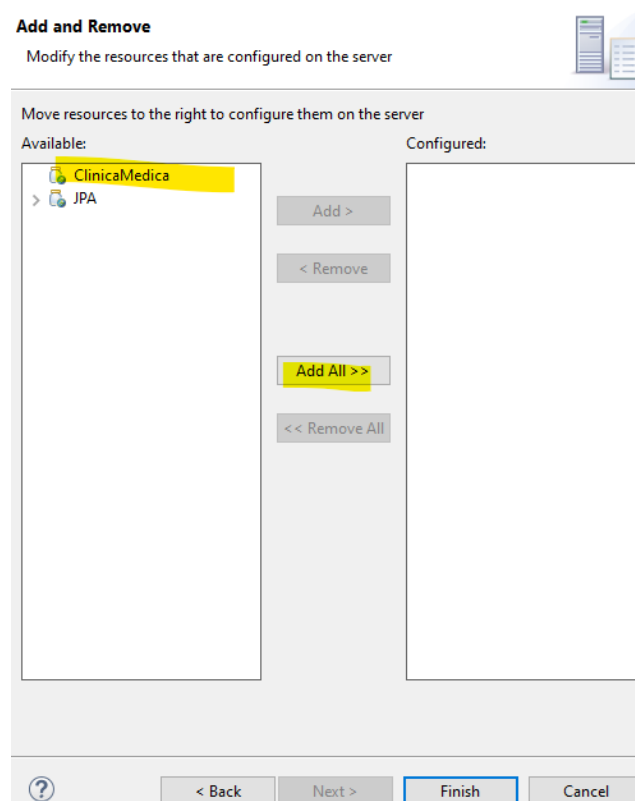 Add and Remove
Modify the resources that are configured on the server
Move resources to the right to configure them on the server
Available:
Configured:
ClinicaMedica
> JPA
Add >
< Remove
Add All >>
<< Remove All
?
< Back
Next >
Finish
Cancel